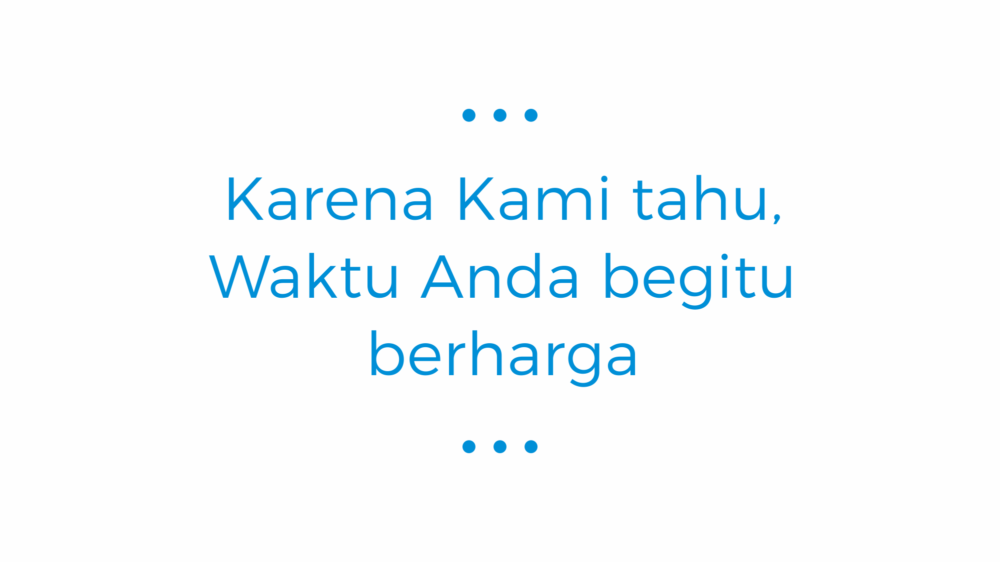 Karena Kami tahu,
Waktu Anda begitu
berharga